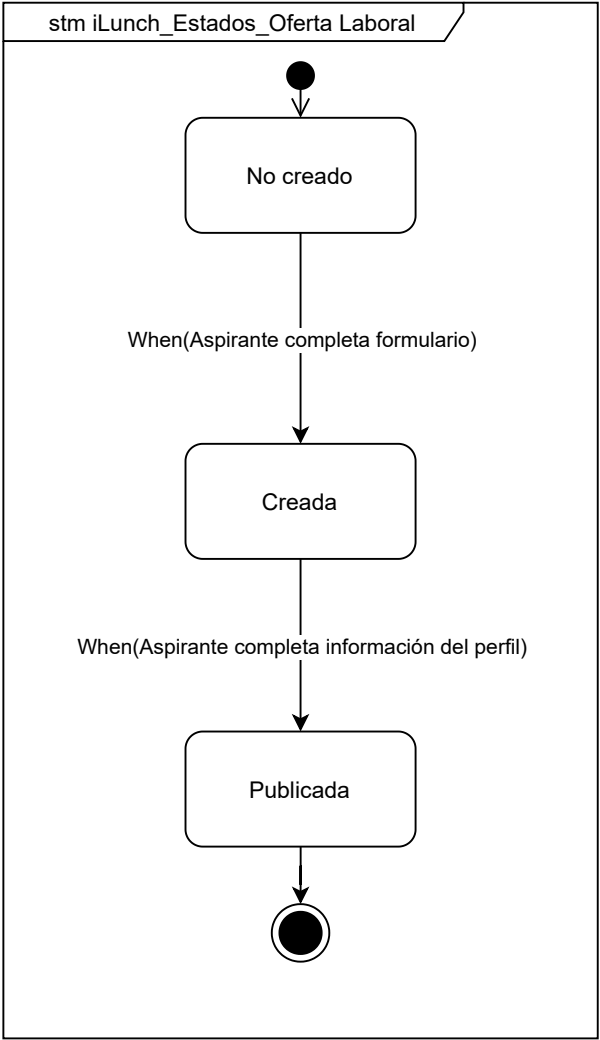 stm iLunch_Estados_Oferta Laboral
No creado
When(Aspirante completa formulario)
Creada
When(Aspirante completa información del perfil)
Publicada